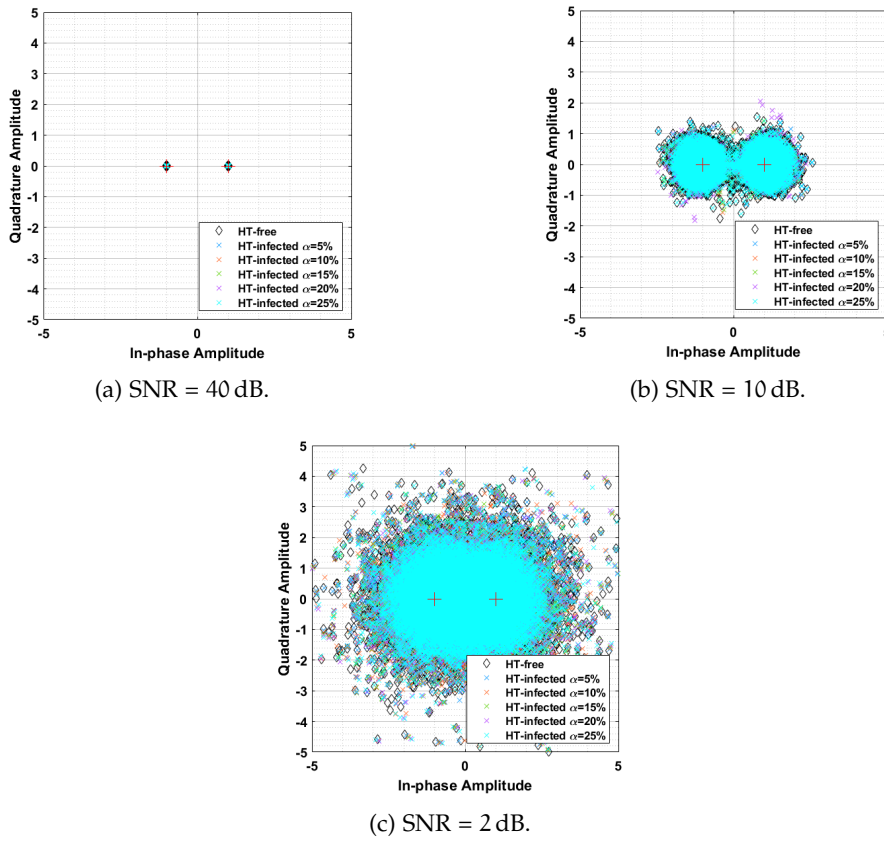 5
4
3
2
1
0
-1
-2
-3
-4
-5
-5
0
5
Quadrature Amplitude
In-phase Amplitude
HT-free
HT-infected α=5%
HT-infected α=10%
HT-infected α=15%
HT-infected α=20%
HT-infected α=25%
(a) SNR = 40 dB.
5
4
3
2
1
0
-1
-2
-3
-4
-5
-5
0
5
Quadrature Amplitude
In-phase Amplitude
HT-free
HT-infected α=5%
HT-infected α=10%
HT-infected α=15%
HT-infected α=20%
HT-infected α=25%
(b) SNR = 10 dB.
5
4
3
2
1
0
-1
-2
-3
-4
-5
-5
0
5
Quadrature Amplitude
In-phase Amplitude
HT-free
HT-infected α=5%
HT-infected α=10%
HT-infected α=15%
HT-infected α=20%
HT-infected α=25%
(c) SNR = 2 dB.